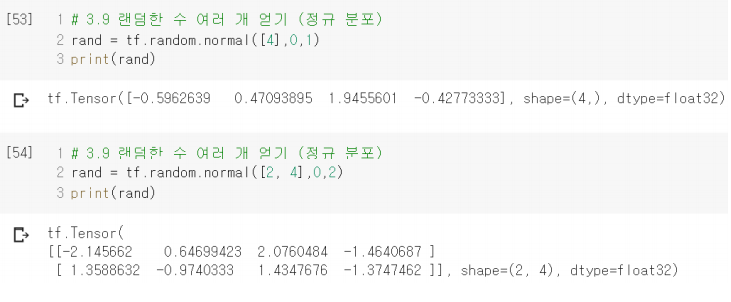 [53] 1 # 3.9 랜덤한 수 여러 개 얻기 (정규 분포)
2 rand = tf.random.normal([4],0,1)
3 print(rand)
tf.Tensor([-0.5962639 0.47093895 1.9455601 -0.42773333], shape=(4,), dtype=float32)
[54] 1 # 3.9 랜덤한 수 여러 개 얻기 (정규 분포)
2 rand = tf.random.normal([2, 4],0,2)
3 print(rand)
tf.Tensor(
[[-2.145662 0.64699423 2.0760484 -1.4640687 ]
[ 1.3588632 -0.9740333 1.4347676 -1.3747462 ]], shape=(2, 4), dtype=float32)